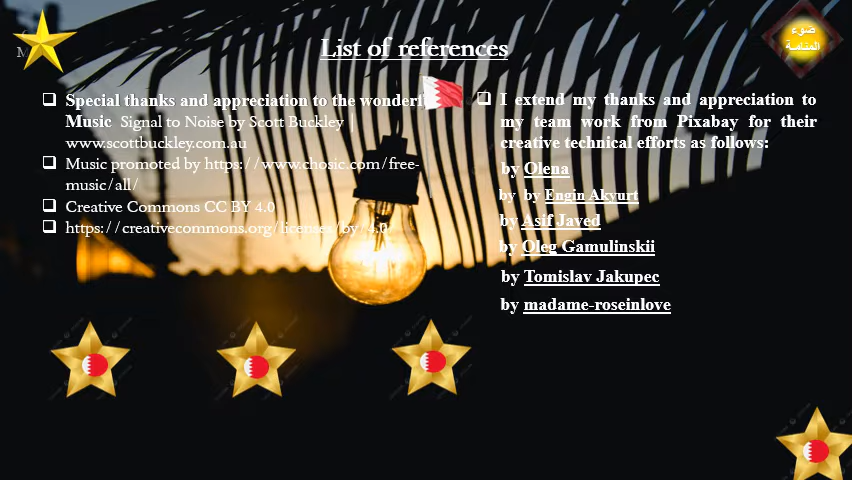 List of references
ضوء
المنامة
Special thanks and appreciation to the wonderf
Music Signal to Noise by Scott Buckley |
www.scottbuckley.com.au
Music promoted by https://www.chosic.com/free-
music/all/
Creative Commons CC BY 4.0
https://creativecommons.org/licenses/by/4.0/
I extend my thanks and appreciation to
my team work from Pixabay for their
creative technical efforts as follows:
by Olena
by by Engin Akyurt
by Asif Javed
by Oleg Gamulinskii
by Tomislav Jakupec
by madame-roseinlove